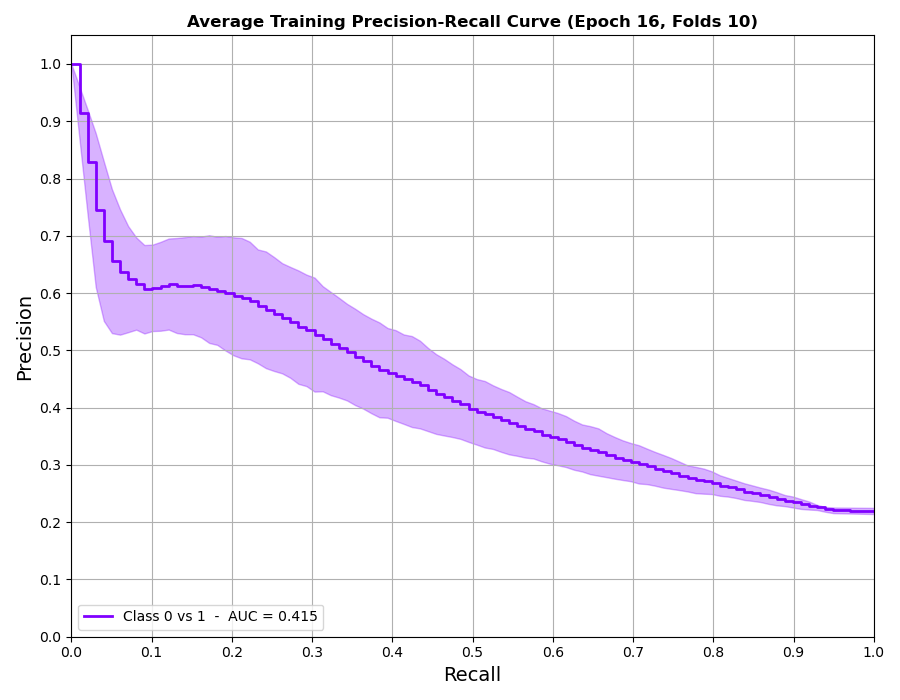 Average Training Precision-Recall Curve (Epoch 16, Folds 10)
Precision
1.0
0.9
0.8
0.7
0.6
0.5
0.4
0.3
0.2
0.1
0.0
Class 0 vs 1 - AUC = 0.415
0.0 0.1 0.2 0.3 0.4 0.5 0.6 0.7 0.8 0.9 1.0
Recall